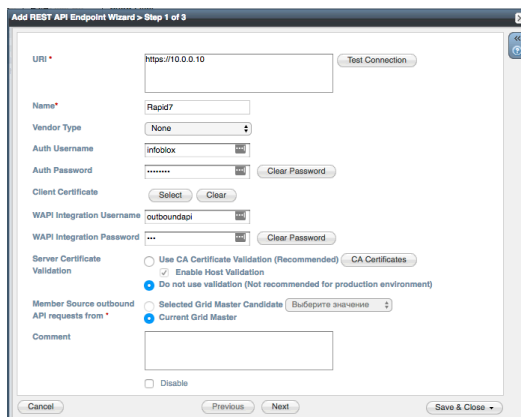 Add REST API Endpoint Wizard > Step 1 of 3
URI * https://10.0.0.10 Test Connection
Name* Rapid7
Vendor Type None
Auth Username infoblox
Auth Password •••••••• Clear Password
Client Certificate Select Clear
WAPI Integration Username outboundapi
WAPI Integration Password ••• Clear Password
Server Certificate Validation Use CA Certificate Validation (Recommended) CA Certificates
Enable Host Validation
Do not use validation (Not recommended for production environment)
Member Source outbound API requests from * Selected Grid Master Candidate Выберите значение
Current Grid Master
Comment
Disable
Cancel Previous Next Save & Close